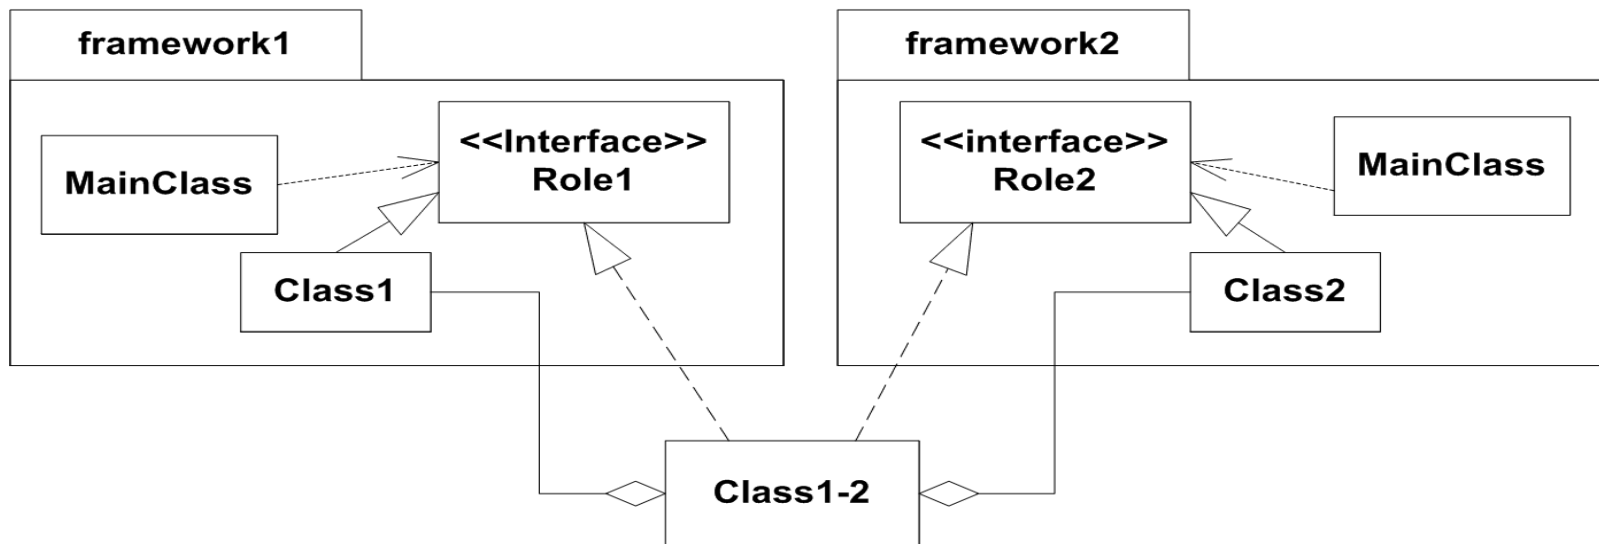 framework1
framework2
<<Interface>>
Role1
MainClass
Class1
<<interface>>
Role2
MainClass
Class2
Class1-2